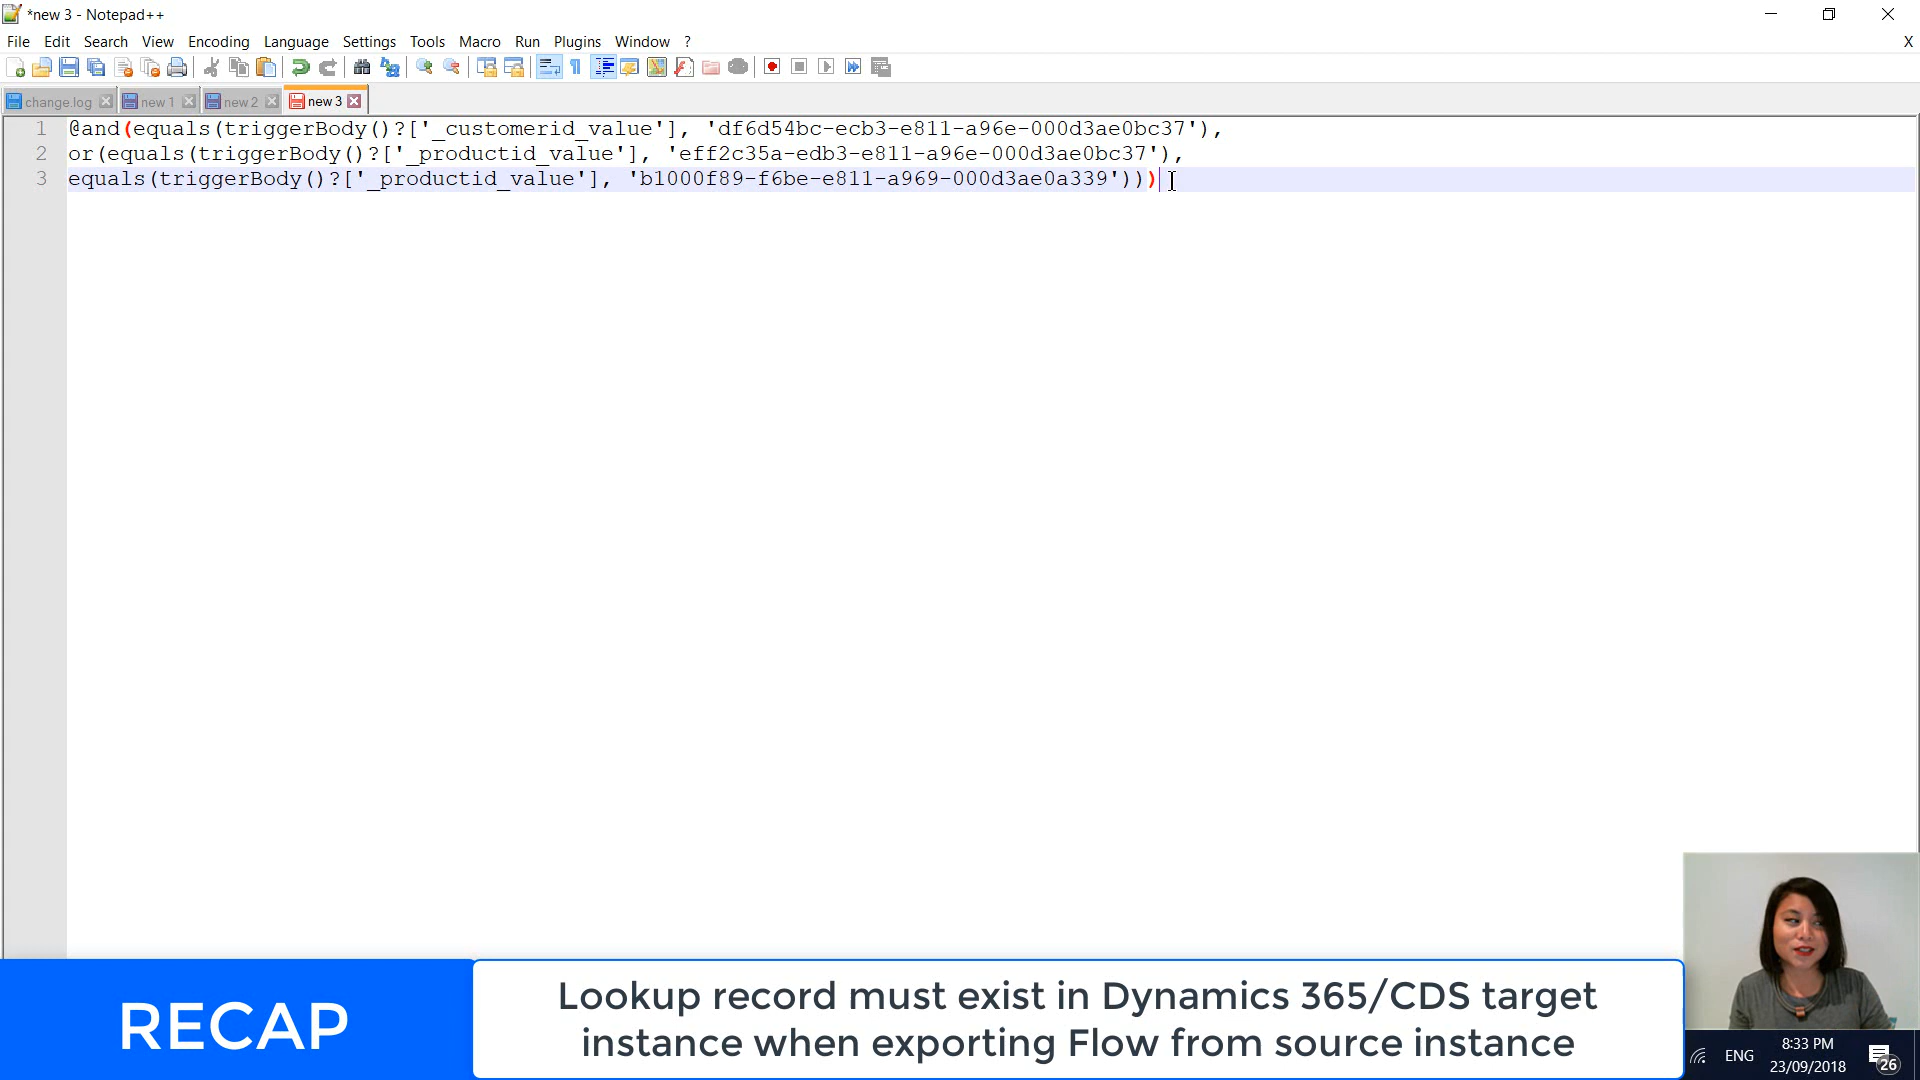 *new 3 - Notepad++
File Edit Search View Encoding Language Settings Tools Macro Run Plugins Window ? X
change.log new 1 new 2 new 3
1 @and(equals(triggerBody()?['_customerid_value'], 'df6d54bc-ecb3-e811-a96e-000d3ae0bc37'),
2 or(equals(triggerBody()?['_productid_value'], 'eff2c35a-edb3-e811-a96e-000d3ae0bc37'),
3 equals(triggerBody()?['_productid_value'], 'b1000f89-f6be-e811-a969-000d3ae0a339')))
RECAP
Lookup record must exist in Dynamics 365/CDS target
instance when exporting Flow from source instance
ENG
8:33 PM
23/09/2018
26